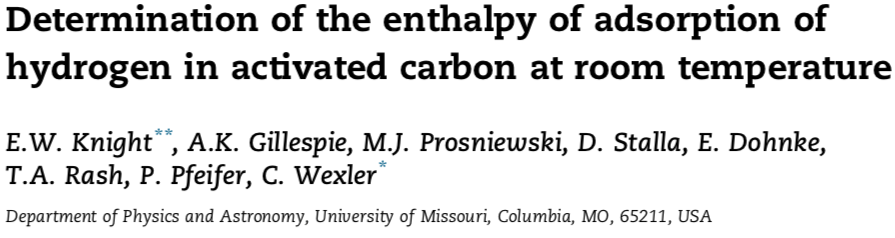 Determination of the enthalpy of adsorption of
hydrogen in activated carbon at room temperature
E.W. Knight**, A.K. Gillespie, M.J. Prosniewski, D. Stalla, E. Dohnke,
T.A. Rash, P. Pfeifer, C. Wexler*
Department of Physics and Astronomy, University of Missouri, Columbia, MO, 65211, USA